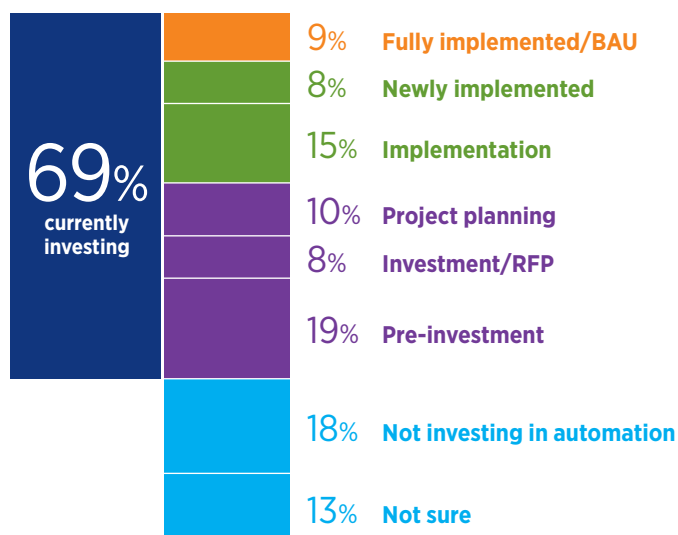 69%
currently
investing
9% Fully implemented/BAU
8% Newly implemented
15% Implementation
10% Project planning
8% Investment/RFP
19% Pre-investment
18% Not investing in automation
13% Not sure